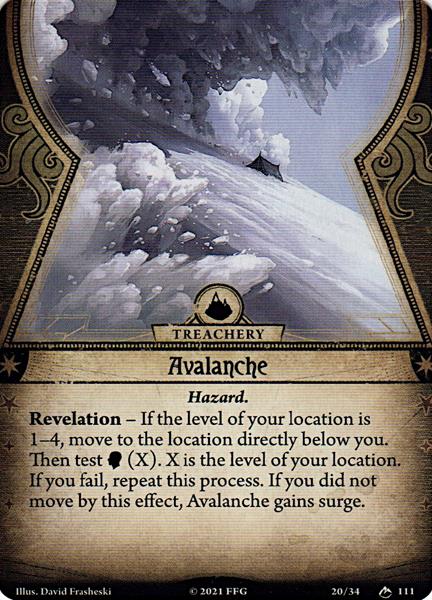 TREACHERY
Avalanche
Hazard.
Revelation – If the level of your location is
1–4, move to the location directly below you.
Then test (X). X is the level of your location.
If you fail, repeat this process. If you did not
move by this effect, Avalanche gains surge.
Illus. David Frasheski © 2021 FFG 20/34 111